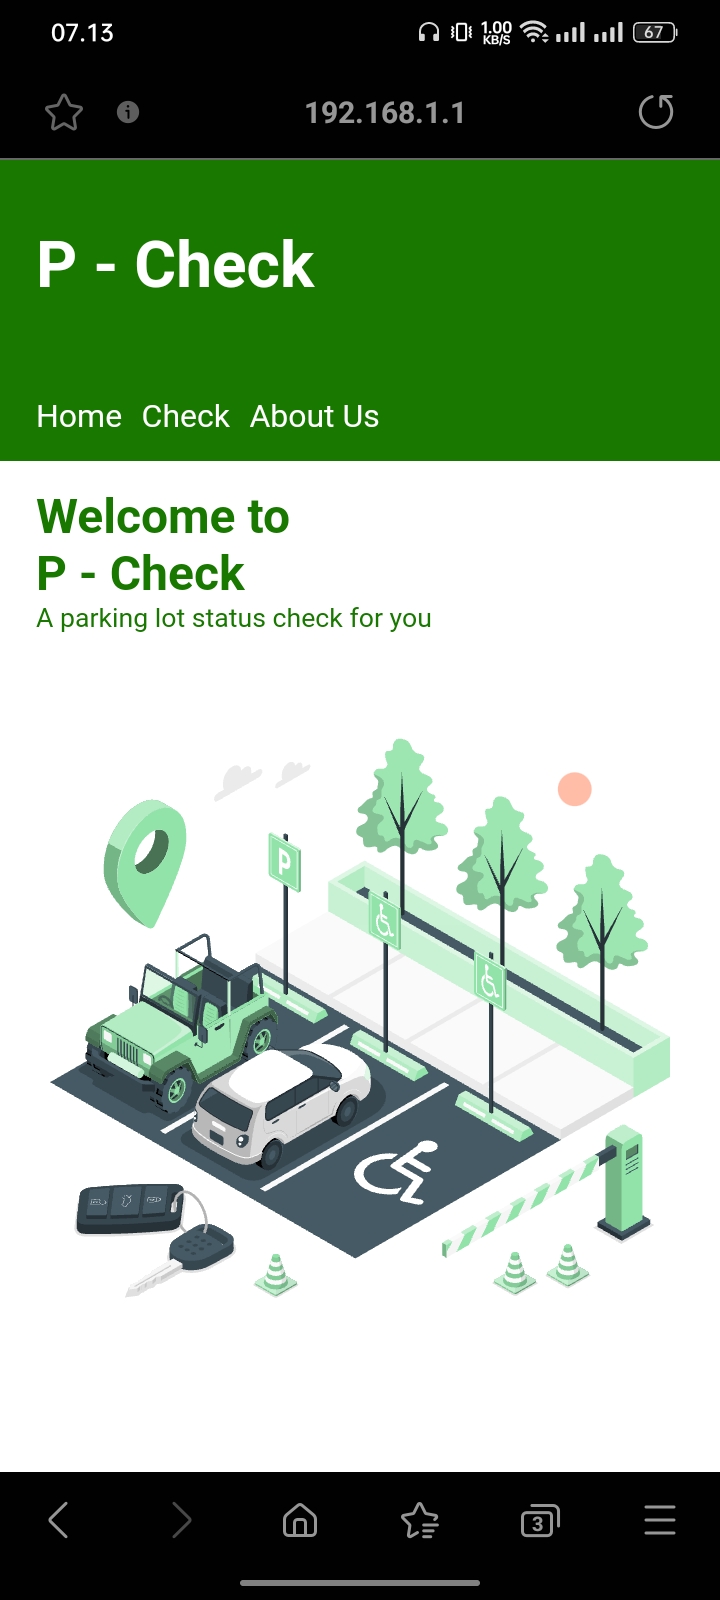 07.13
1.00
KB/S
67
192.168.1.1
P - Check
Home Check About Us
Welcome to
P - Check
A parking lot status check for you
P
3